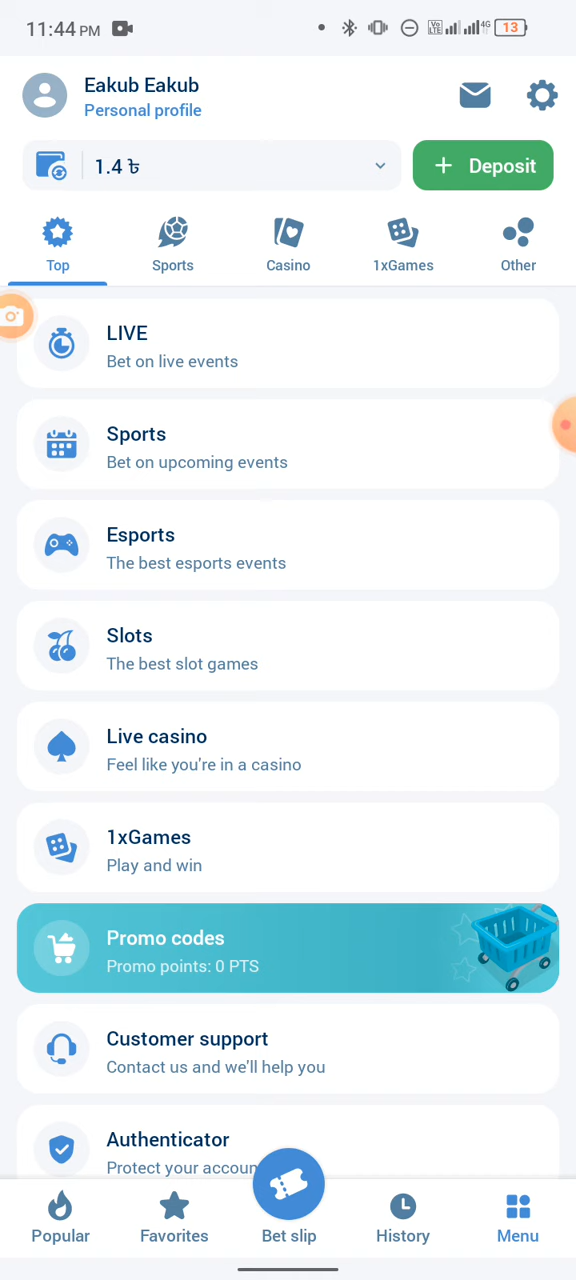 11:44 PM
Vo LTE 4G 13
Eakub Eakub
Personal profile
1.4 ৳
+ Deposit
Top
Sports
Casino
1xGames
Other
LIVE
Bet on live events
Sports
Bet on upcoming events
Esports
The best esports events
Slots
The best slot games
Live casino
Feel like you're in a casino
1xGames
Play and win
Promo codes
Promo points: 0 PTS
Customer support
Contact us and we'll help you
Authenticator
Protect your accoun
Popular
Favorites
Bet slip
History
Menu